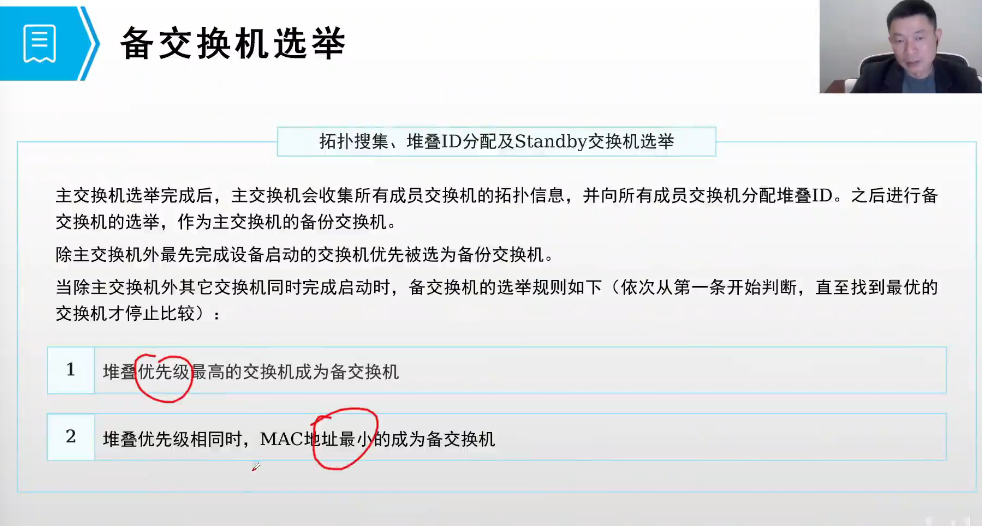 备交换机选举
拓扑搜集、堆叠ID分配及Standby交换机选举
主交换机选举完成后，主交换机会收集所有成员交换机的拓扑信息，并向所有成员交换机分配堆叠ID。之后进行备
交换机的选举，作为主交换机的备份交换机。
除主交换机外最先完成设备启动的交换机优先被选为备份交换机。
当除主交换机外其它交换机同时完成启动时，备交换机的选举规则如下（依次从第一条开始判断，直至找到最优的
交换机才停止比较）：
1 堆叠优先级最高的交换机成为备交换机
2 堆叠优先级相同时，MAC地址最小的成为备交换机